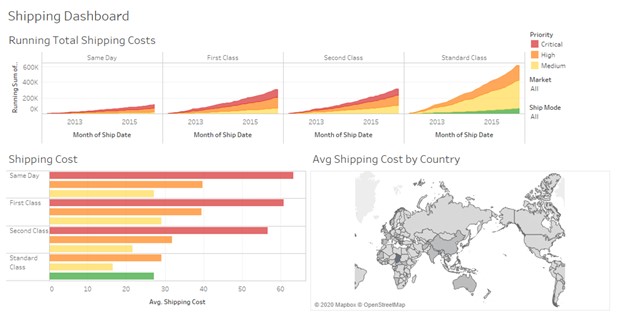 Shipping Dashboard
Running Total Shipping Costs
Priority
Critical
High
Medium
Market
All
Ship Mode
All
Same Day
First Class
Second Class
Standard Class
Running Sum of..
600K
400K
200K
0K
2013
2015
2013
2015
2013
2015
2013
2015
Month of Ship Date
Month of Ship Date
Month of Ship Date
Month of Ship Date
Shipping Cost
Same Day
First Class
Second Class
Standard
Class
0
10
20
30
40
50
60
Avg. Shipping Cost
Avg Shipping Cost by Country
© 2020 Mapbox © OpenStreetMap